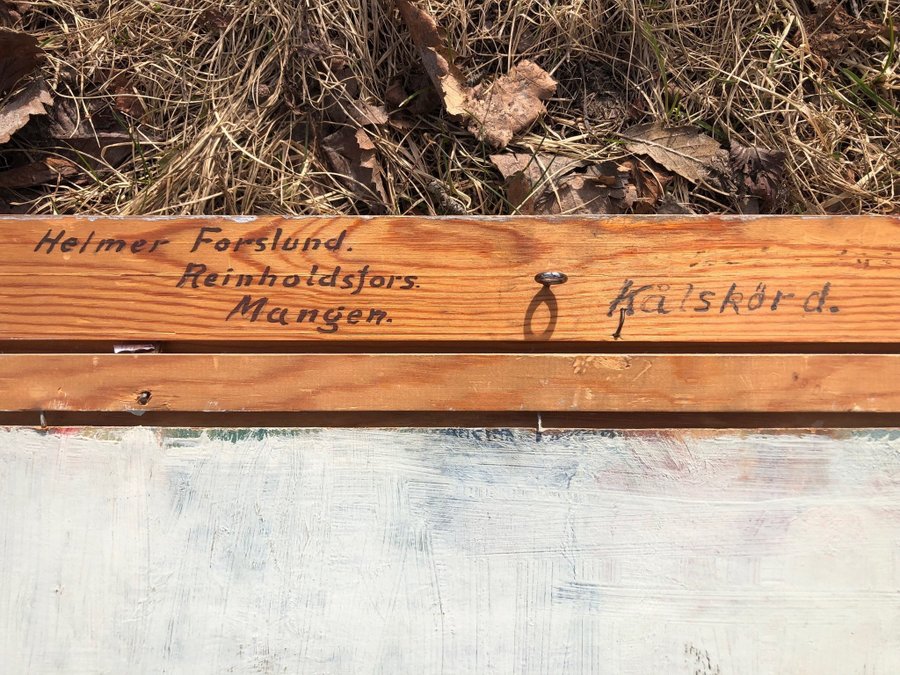 Helmer Forslund.
Reinholdsfors.
Mangen.
Kålskörd.